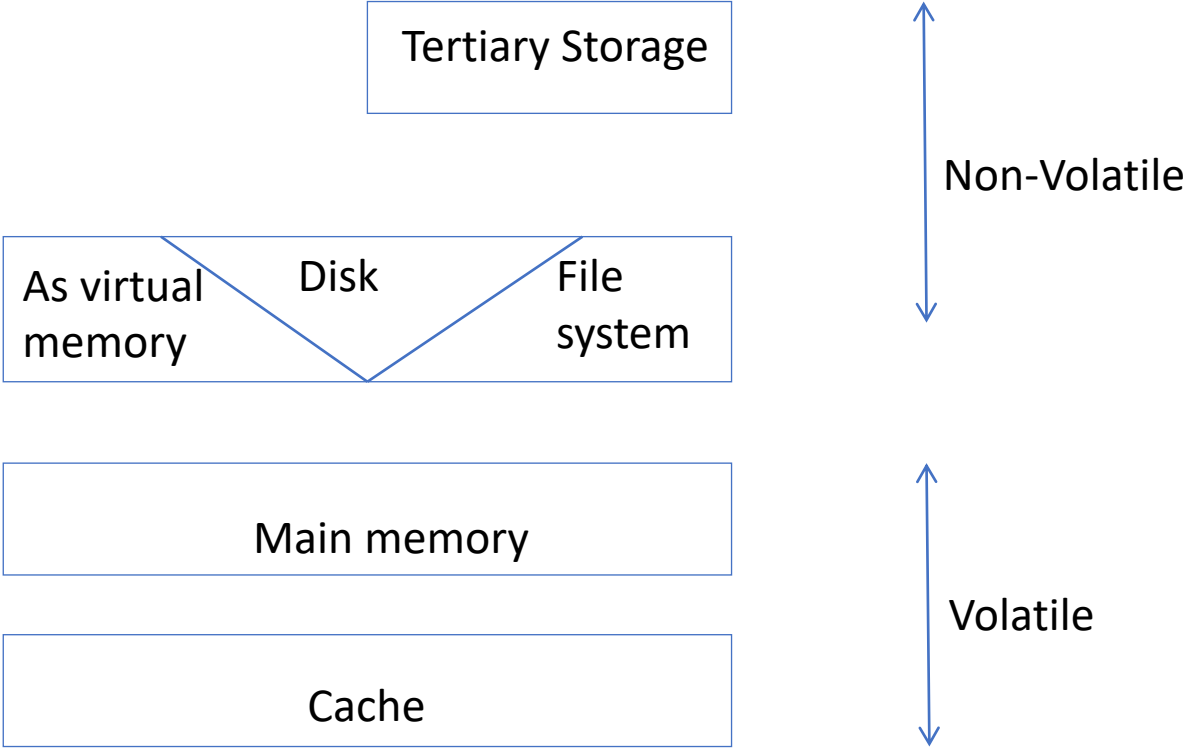 Tertiary Storage
Non-Volatile
As virtual
memory
Disk
File
system
Main memory
Volatile
Cache